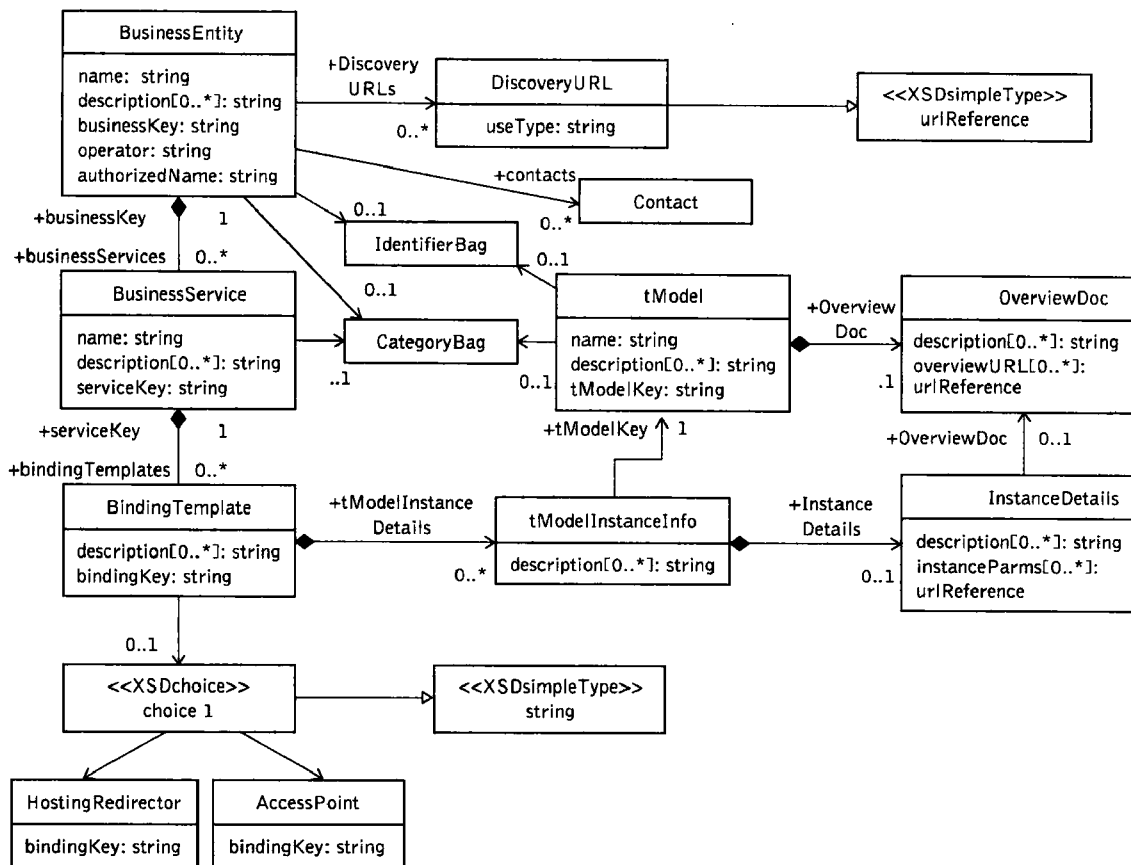 BusinessEntity
name: string
description[0..*]: string
businessKey: string
operator: string
authorizedName: string
+Discovery
URLs
0..*
DiscoveryURL
useType: string
<<XSDsimpleType>>
urlReference
+contacts
0..*
Contact
+businessKey
1
0..1
IdentifierBag
0..1
+businessServices
0..*
BusinessService
name: string
description[0..*]: string
serviceKey: string
0..1
CategoryBag
..1
0..1
tModel
name: string
description[0..*]: string
tModelKey: string
+Overview
Doc
.1
OverviewDoc
description[0..*]: string
overviewURL[0..*]:
urlReference
+serviceKey
1
+tModelKey
1
+OverviewDoc
0..1
+bindingTemplates
0..*
BindingTemplate
description[0..*]: string
bindingKey: string
+tModelInstance
Details
0..*
tModelInstanceInfo
description[0..*]: string
+Instance
Details
0..1
InstanceDetails
description[0..*]: string
instanceParms[0..*]:
urlReference
0..1
<<XSDchoice>>
choice 1
<<XSDsimpleType>>
string
HostingRedirector
bindingKey: string
AccessPoint
bindingKey: string